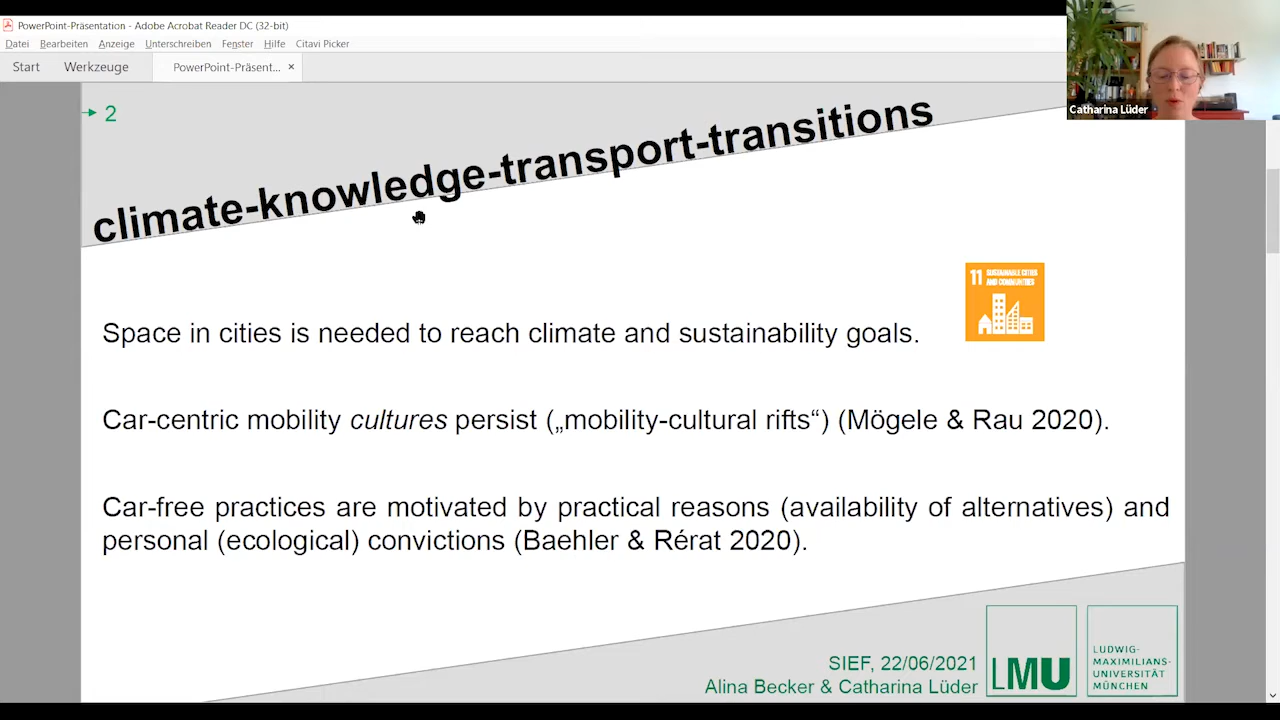 PowerPoint-Präsentation - Adobe Acrobat Reader DC (32-bit)
Datei Bearbeiten Anzeige Unterschreiben Fenster Hilfe Citavi Picker
Start Werkzeuge PowerPoint-Präsent... ×
Catharina Lüder
2
climate-knowledge-transport-transitions
11 SUSTAINABLE CITIES
AND COMMUNITIES
Space in cities is needed to reach climate and sustainability goals.
Car-centric mobility cultures persist („mobility-cultural rifts“) (Mögele & Rau 2020).
Car-free practices are motivated by practical reasons (availability of alternatives) and
personal (ecological) convictions (Baehler & Rérat 2020).
SIEF, 22/06/2021
Alina Becker & Catharina Lüder
LMU
LUDWIG-
MAXIMILIANS-
UNIVERSITÄT
MÜNCHEN